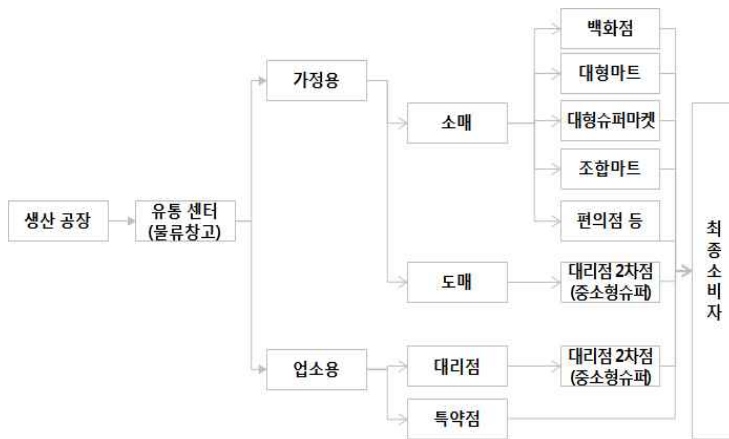 백화점
가정용
대형마트
소매
대형슈퍼마켓
조합마트
생산 공장
유통 센터
(물류창고)
편의점 등
최종소비자
도매
대리점 2차점
(중소형슈퍼)
업소용
대리점
대리점 2차점
(중소형슈퍼)
특약점